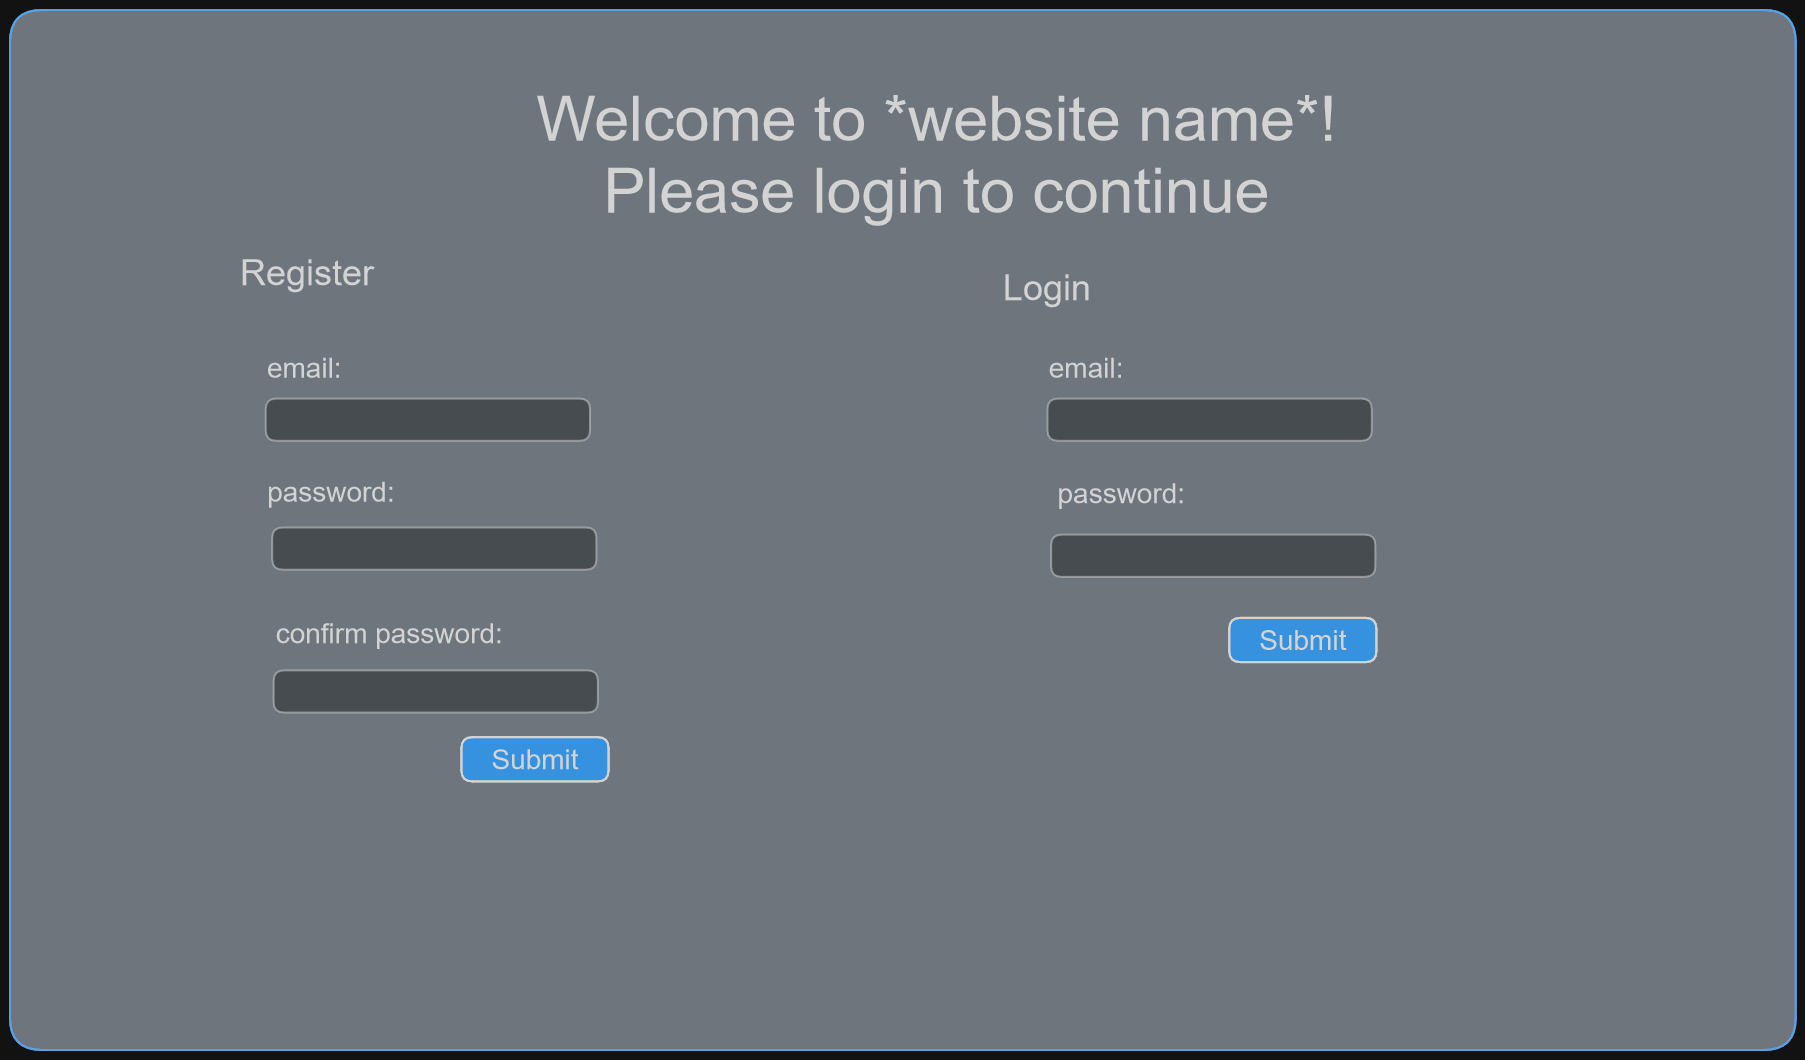 Welcome to *website name*!
Please login to continue
Register
email:
password:
confirm password:
Submit
Login
email:
password:
Submit